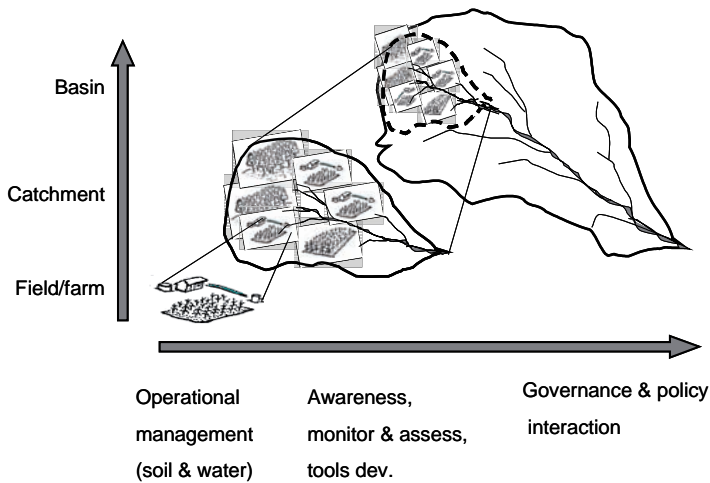 Basin
Catchment
Field/farm
Operational
management
(soil & water)
Awareness,
monitor & assess,
tools dev.
Governance & policy
interaction